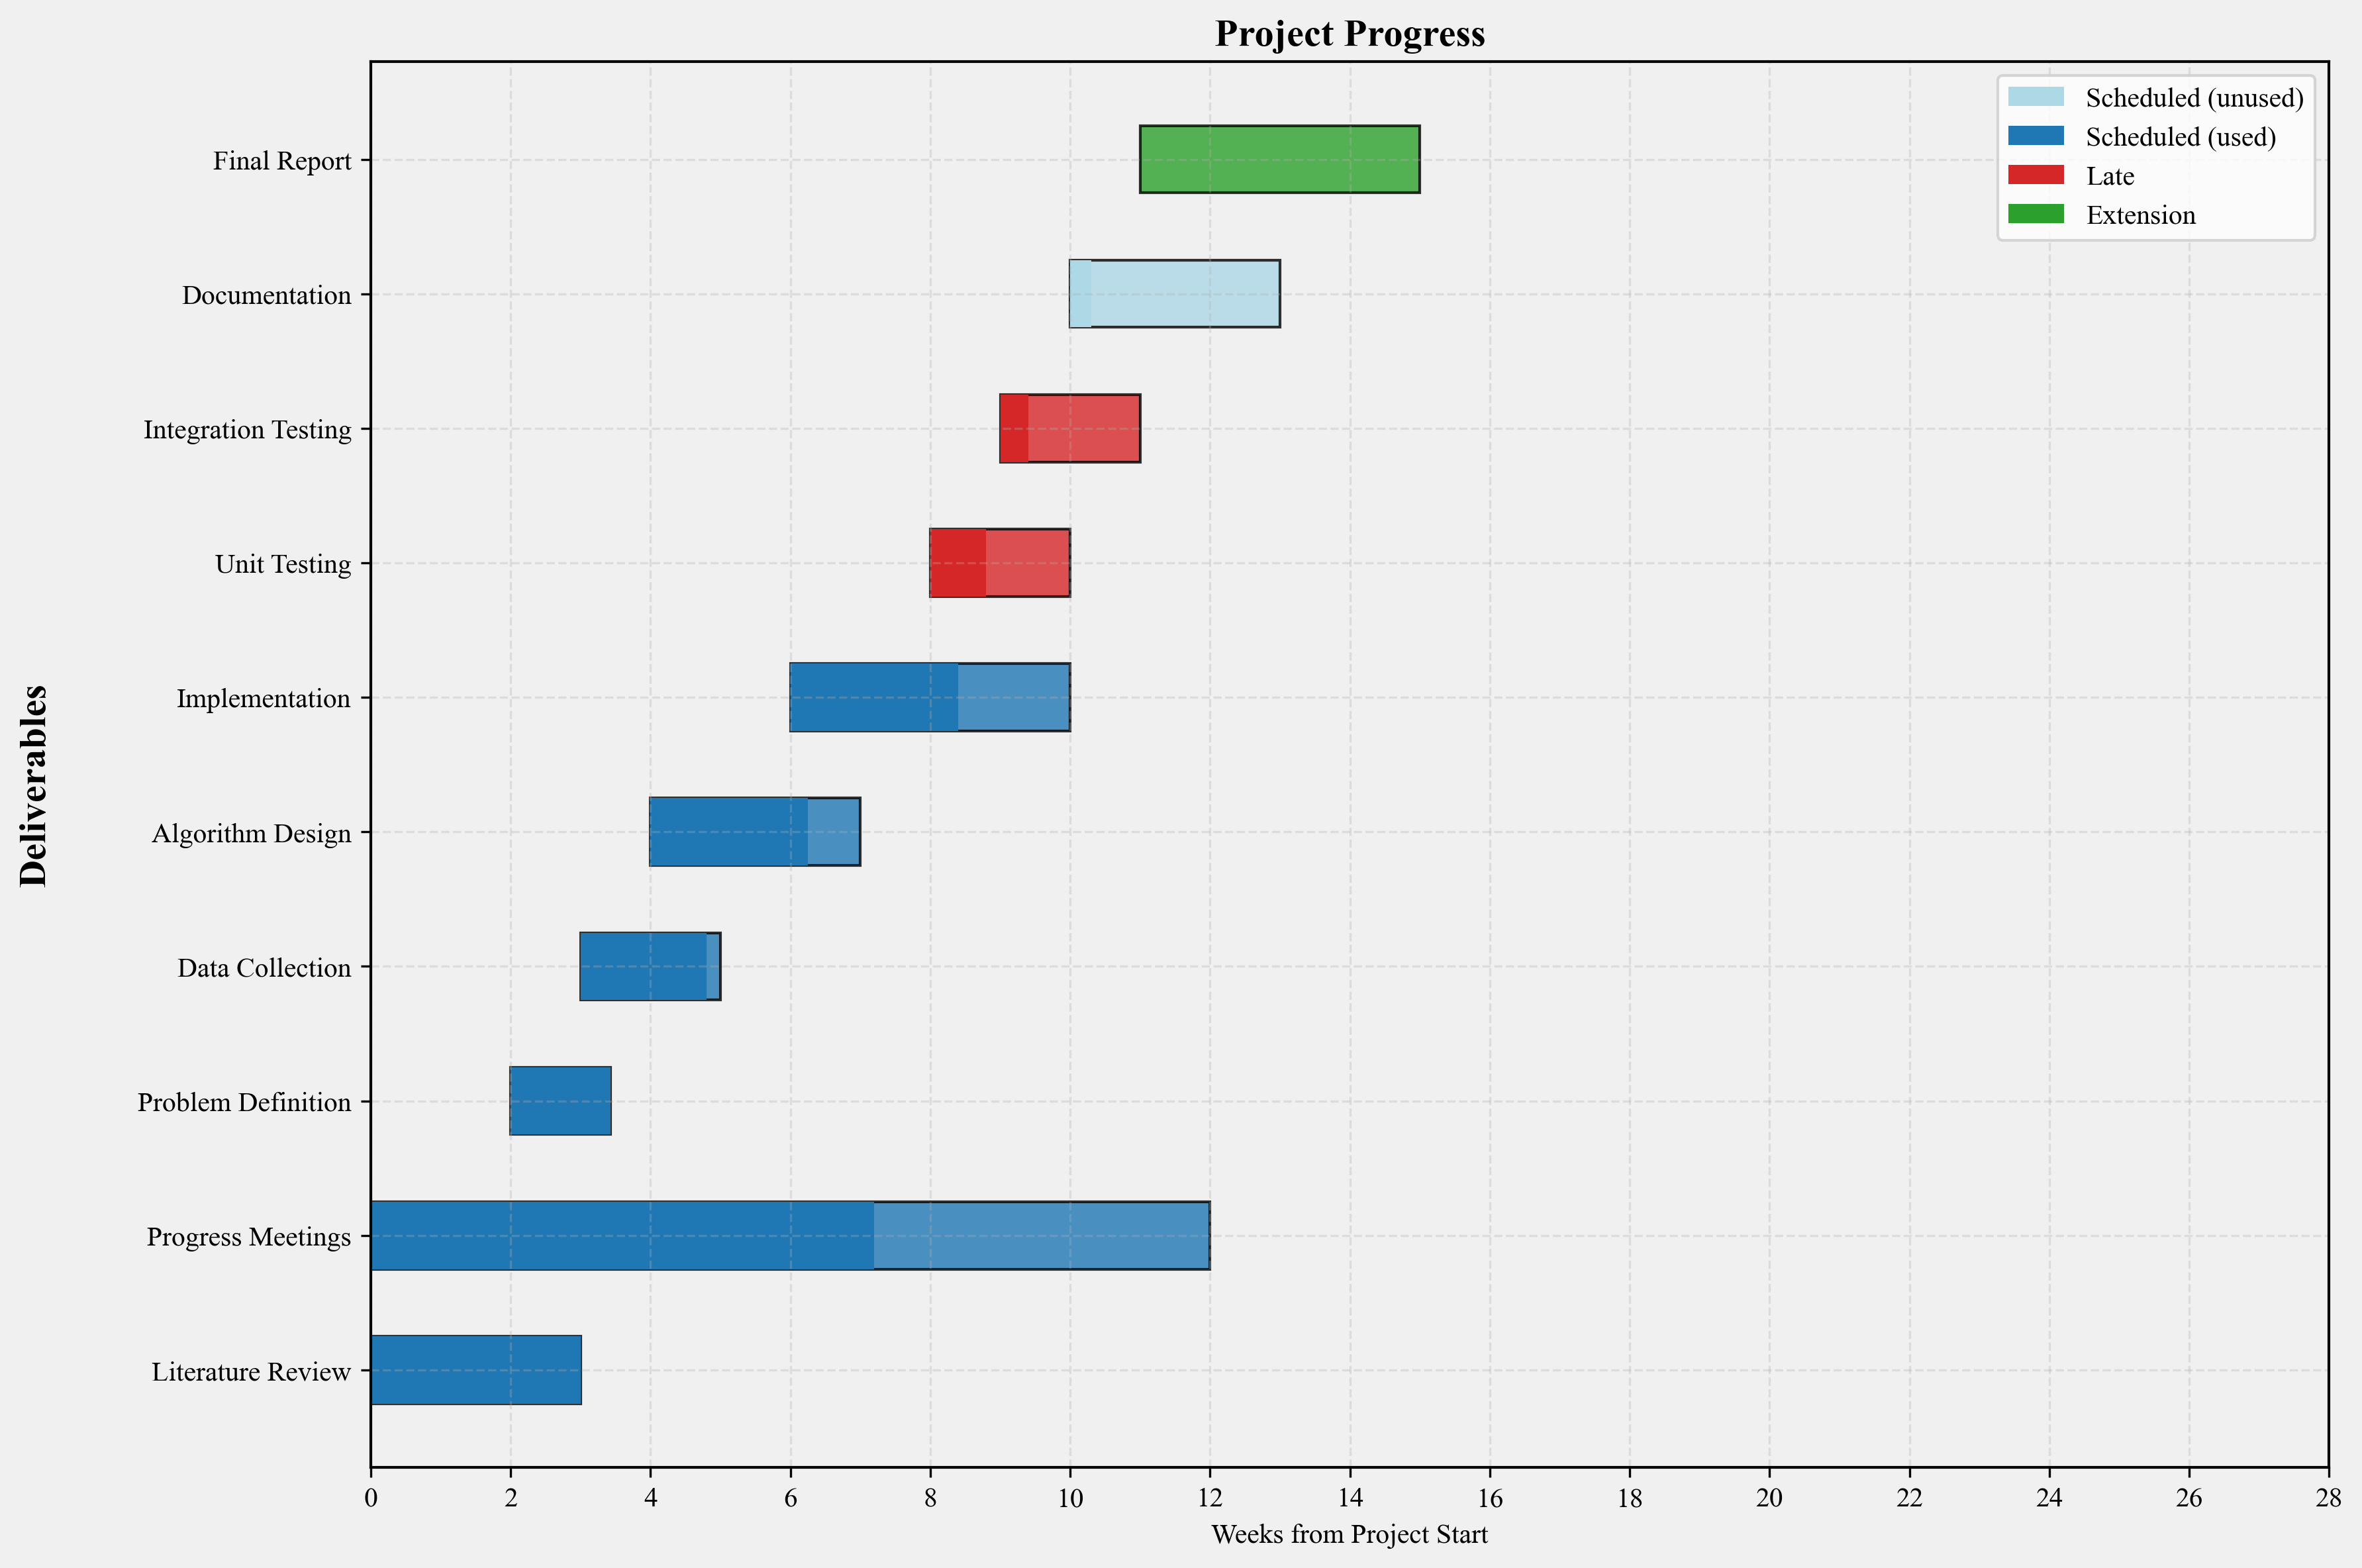 Project Progress
Scheduled (unused)
Scheduled (used)
Late
Extension
Deliverables
Final Report
Documentation
Integration Testing
Unit Testing
Implementation
Algorithm Design
Data Collection
Problem Definition
Progress Meetings
Literature Review
0 2 4 6 8 10 12 14 16 18 20 22 24 26 28
Weeks from Project Start